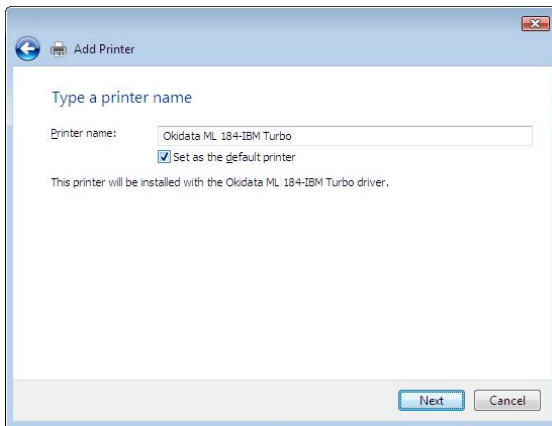 Add Printer
Type a printer name
Printer name: Okidata ML 184-IBM Turbo
Set as the default printer
This printer will be installed with the Okidata ML 184-IBM Turbo driver.
Next Cancel